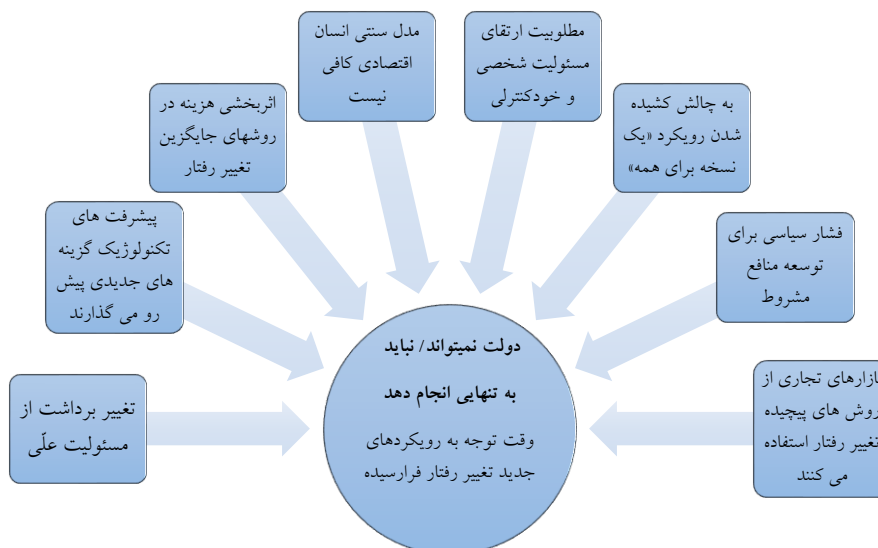 مطلوبیت ارتقای
مسئولیت شخصی
و خودکنترلی
مدل سنتی انسان
اقتصادی کافی
نیست
به چالش کشیده
شدن رویکرد «یک
نسخه برای همه»
اثربخشی هزینه در
روشهای جایگزین
تغییر رفتار
فشار سیاسی برای
توسعه منافع
مشروط
پیشرفت های
تکنولوژیک گزینه
های جدیدی پیش
رو می گذارند
بازارهای تجاری از
روش های پیچیده
تغییر رفتار استفاده
می کنند
تغییر برداشت از
مسئولیت علّی
دولت نمیتواند/ نباید
به تنهایی انجام دهد
وقت توجه به رویکردهای
جدید تغییر رفتار فرارسیده